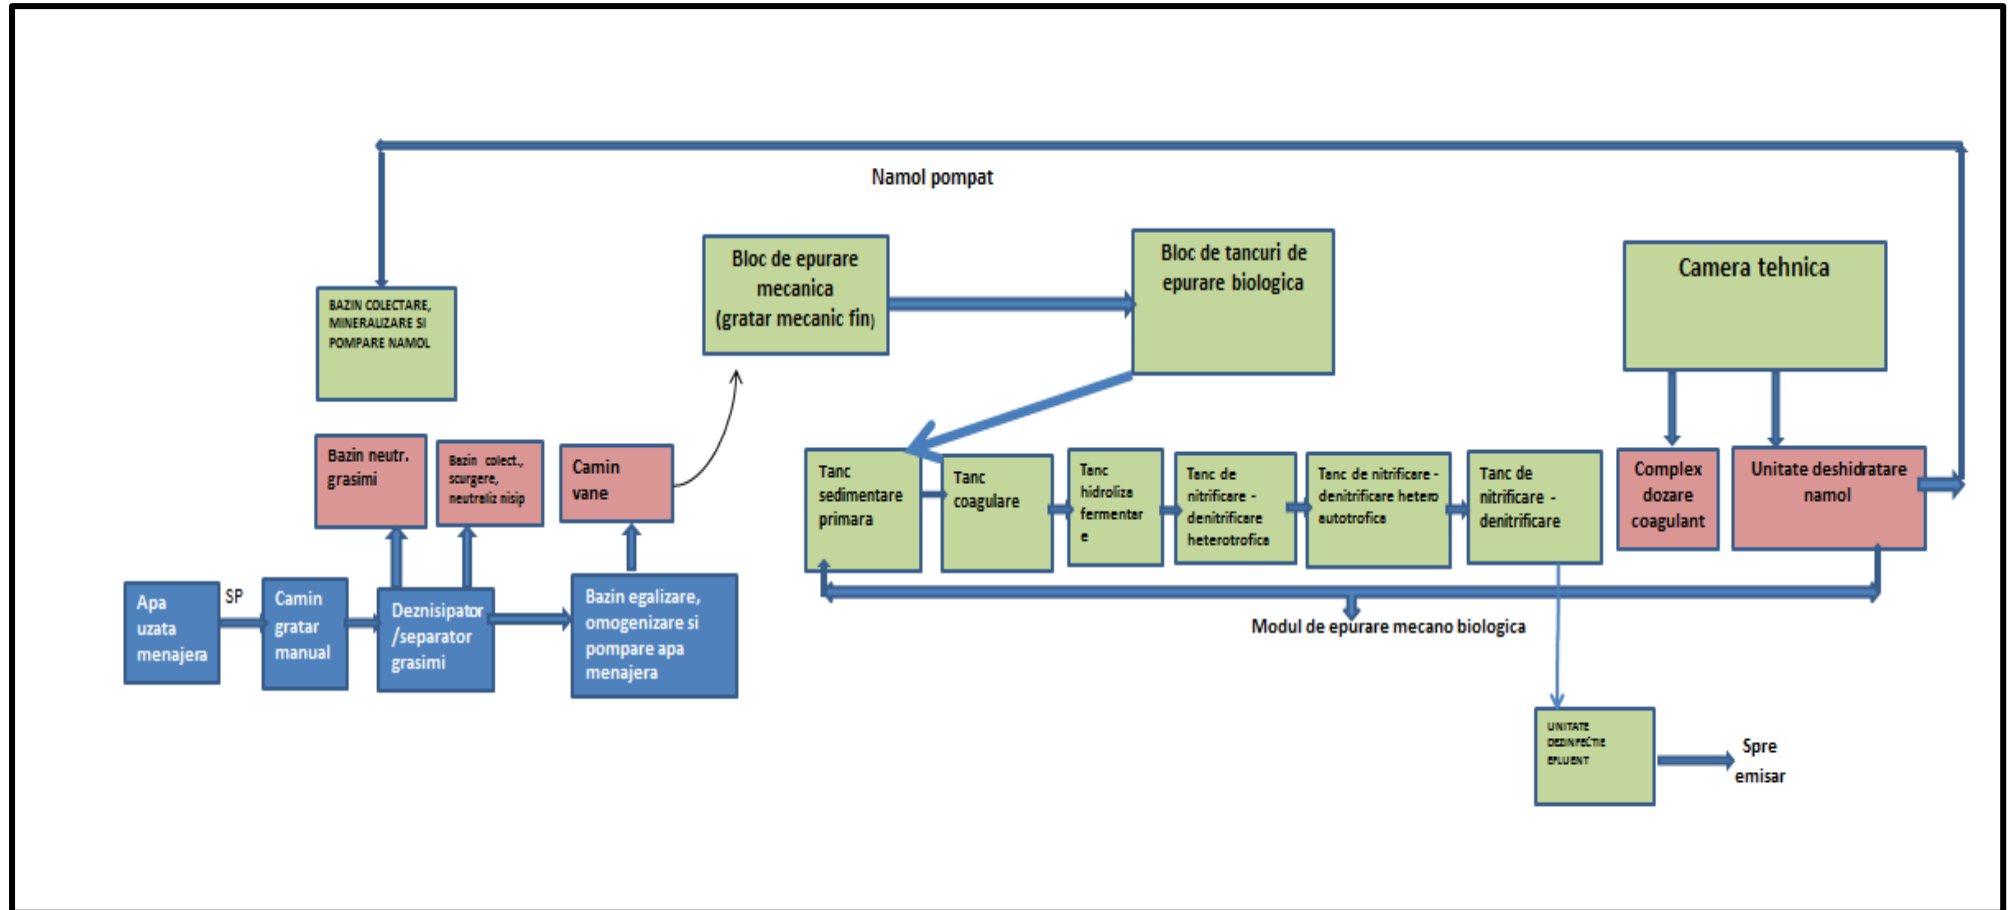 Namol pompat
Bloc de epurare
mecanica
(gratar mecanic fin)
Bloc de tancuri de
epurare biologica
Camera tehnica
BAZIN COLECTARE,
MINERALIZARE SI
POMPARE NAMOL
Bazin neutr.
grasimi
Bazin colect.,
scurgere,
neutraliz nisip
Camin
vane
Tanc
sedimentare
primara
Tanc
coagulare
Tanc
hidroliza
fermentar
e
Tanc de
nitrificare -
denitrificare
heterotrofica
Tanc de nitrificare -
denitrificare hetero
autotrofica
Tanc de
nitrificare -
denitrificare
Complex
dozare
coagulant
Unitate deshidratare
namol
Apa
uzata
menajera
SP
Camin
gratar
manual
Deznisipator
/separator
grasimi
Bazin egalizare,
omogenizare si
pompare apa
menajera
Modul de epurare mecano biologica
UNITATE
DEZINFECTIE
EFLUENT
Spre
emisar